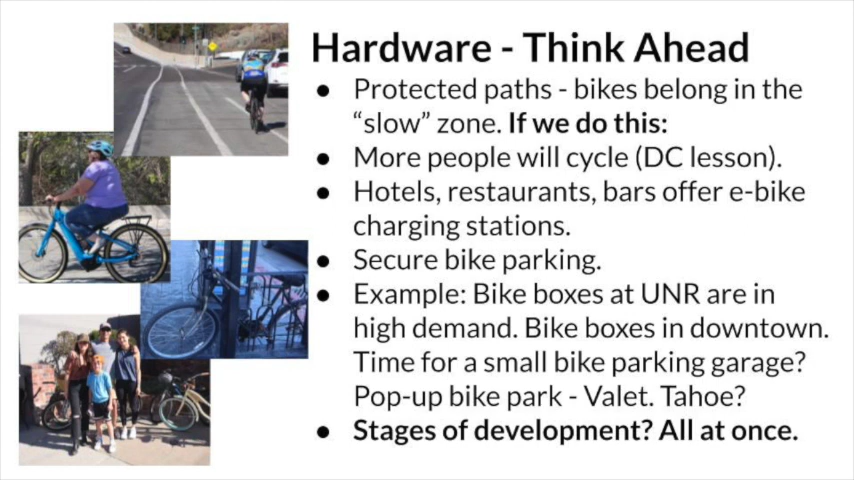 Hardware - Think Ahead
● Protected paths - bikes belong in the
“slow” zone. If we do this:
● More people will cycle (DC lesson).
● Hotels, restaurants, bars offer e-bike
charging stations.
● Secure bike parking.
● Example: Bike boxes at UNR are in
high demand. Bike boxes in downtown.
Time for a small bike parking garage?
Pop-up bike park - Valet. Tahoe?
● Stages of development? All at once.